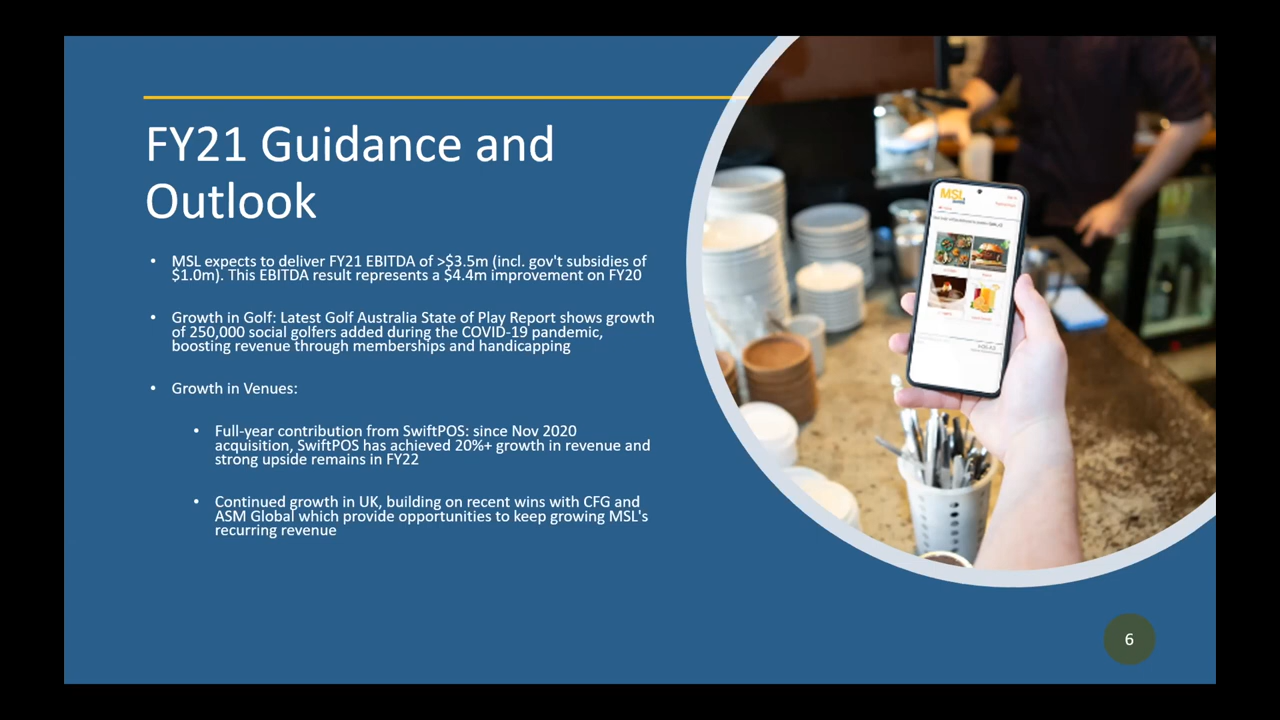 FY21 Guidance and
Outlook
• MSL expects to deliver FY21 EBITDA of >$3.5m (incl. gov't subsidies of
$1.0m). This EBITDA result represents a $4.4m improvement on FY20
• Growth in Golf: Latest Golf Australia State of Play Report shows growth
of 250,000 social golfers added during the COVID-19 pandemic,
boosting revenue through memberships and handicapping
• Growth in Venues:
• Full-year contribution from SwiftPOS: since Nov 2020
acquisition, SwiftPOS has achieved 20%+ growth in revenue and
strong upside remains in FY22
• Continued growth in UK, building on recent wins with CFG and
ASM Global which provide opportunities to keep growing MSL's
recurring revenue
MSL
6